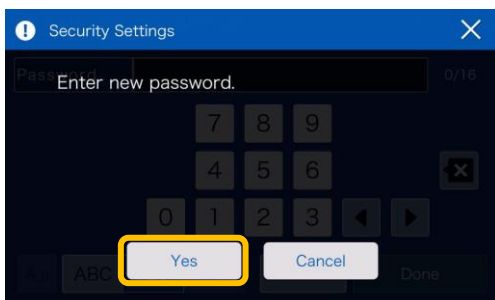 Security Settings
Password
0/16
Enter new password.
7 8 9
4 5 6
0 1 2 3
Yes
Cancel
ABC
Done